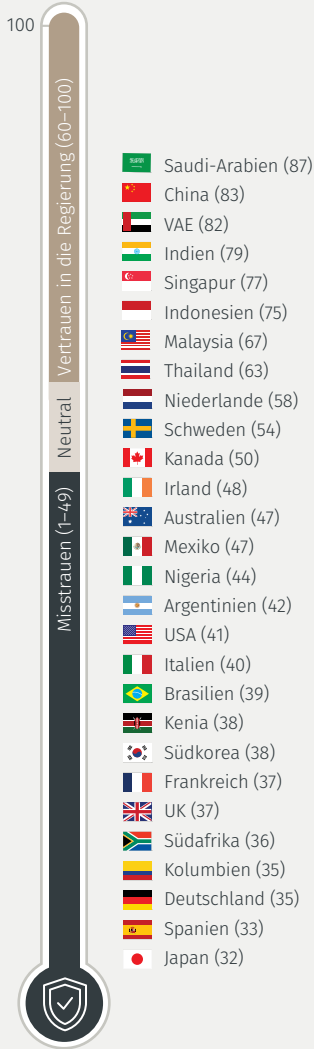 100
Vertrauen in die Regierung (60–100)
Neutral
Misstrauen (1–49)
Saudi-Arabien (87)
China (83)
VAE (82)
Indien (79)
Singapur (77)
Indonesien (75)
Malaysia (67)
Thailand (63)
Niederlande (58)
Schweden (54)
Kanada (50)
Irland (48)
Australien (47)
Mexiko (47)
Nigeria (44)
Argentinien (42)
USA (41)
Italien (40)
Brasilien (39)
Kenia (38)
Südkorea (38)
Frankreich (37)
UK (37)
Südafrika (36)
Kolumbien (35)
Deutschland (35)
Spanien (33)
Japan (32)